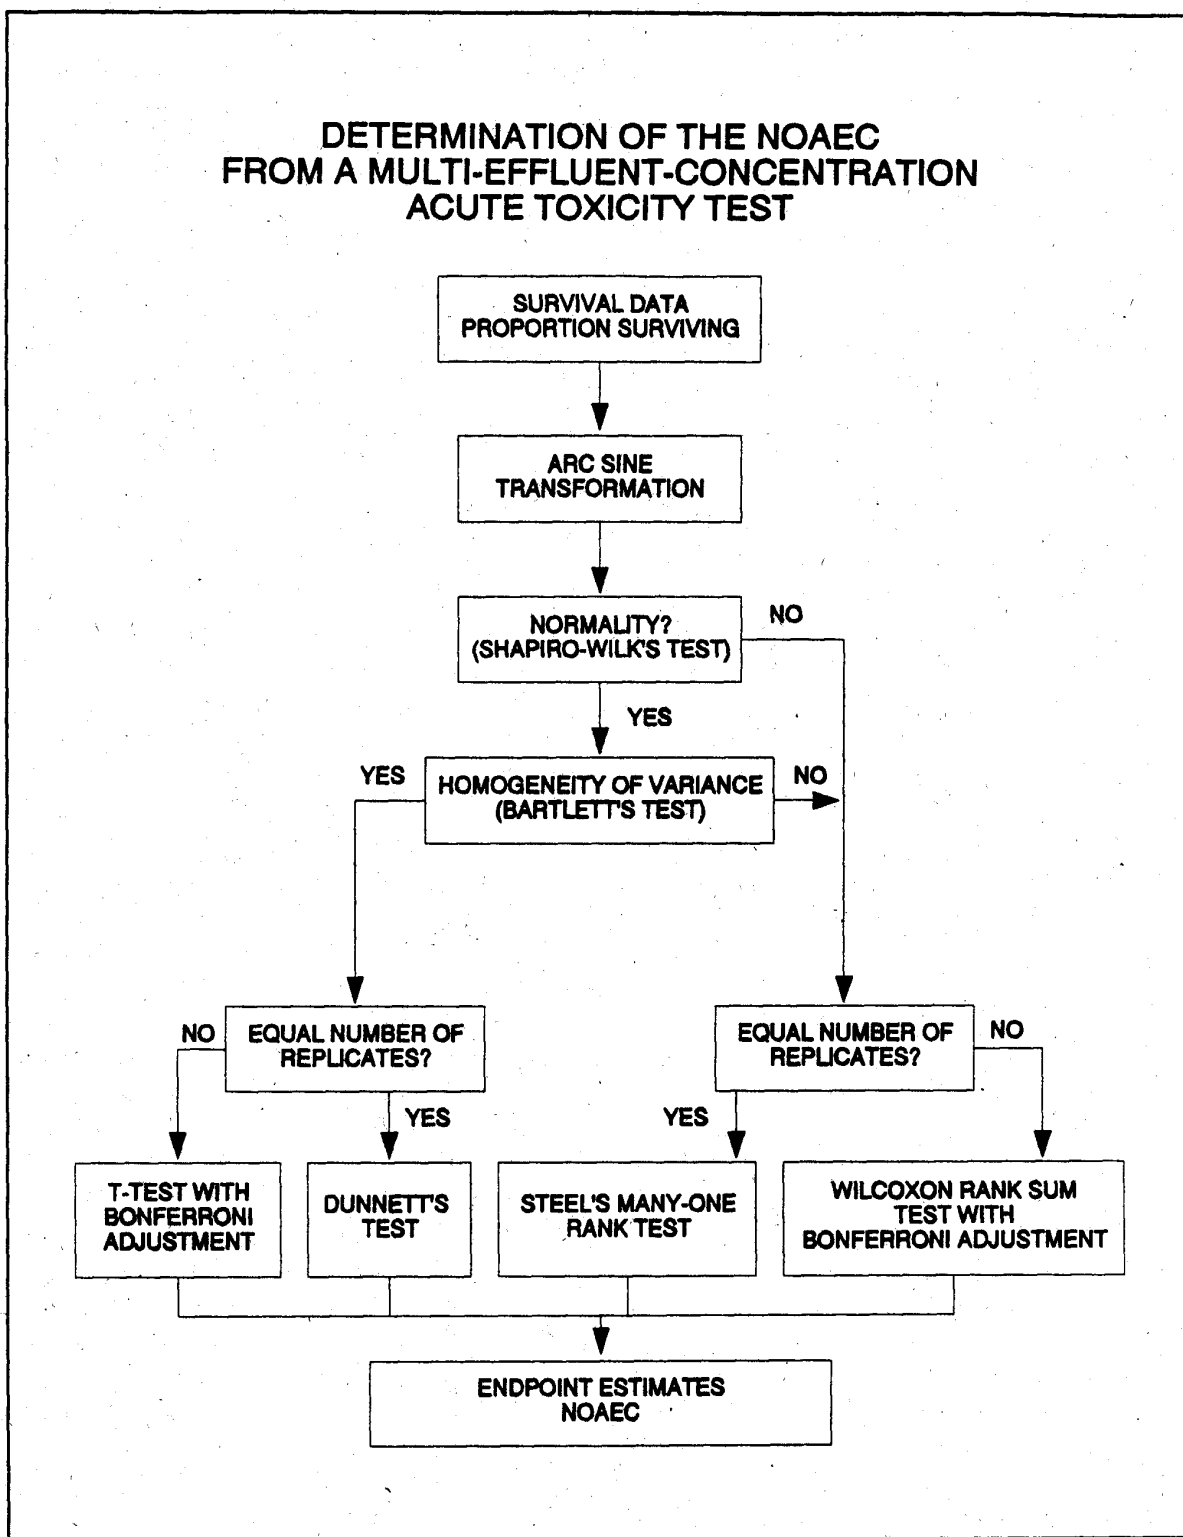 DETERMINATION OF THE NOAEC
FROM A MULTI-EFFLUENT-CONCENTRATION
ACUTE TOXICITY TEST
SURVIVAL DATA
PROPORTION SURVIVING
ARC SINE
TRANSFORMATION
NORMALITY?
(SHAPIRO-WILK'S TEST)
NO
YES
YES
HOMOGENEITY OF VARIANCE
(BARTLETT'S TEST)
NO
NO
EQUAL NUMBER OF
REPLICATES?
EQUAL NUMBER OF
REPLICATES?
NO
YES
YES
T-TEST WITH
BONFERRONI
ADJUSTMENT
DUNNETT'S
TEST
STEEL'S MANY-ONE
RANK TEST
WILCOXON RANK SUM
TEST WITH
BONFERRONI ADJUSTMENT
ENDPOINT ESTIMATES
NOAEC